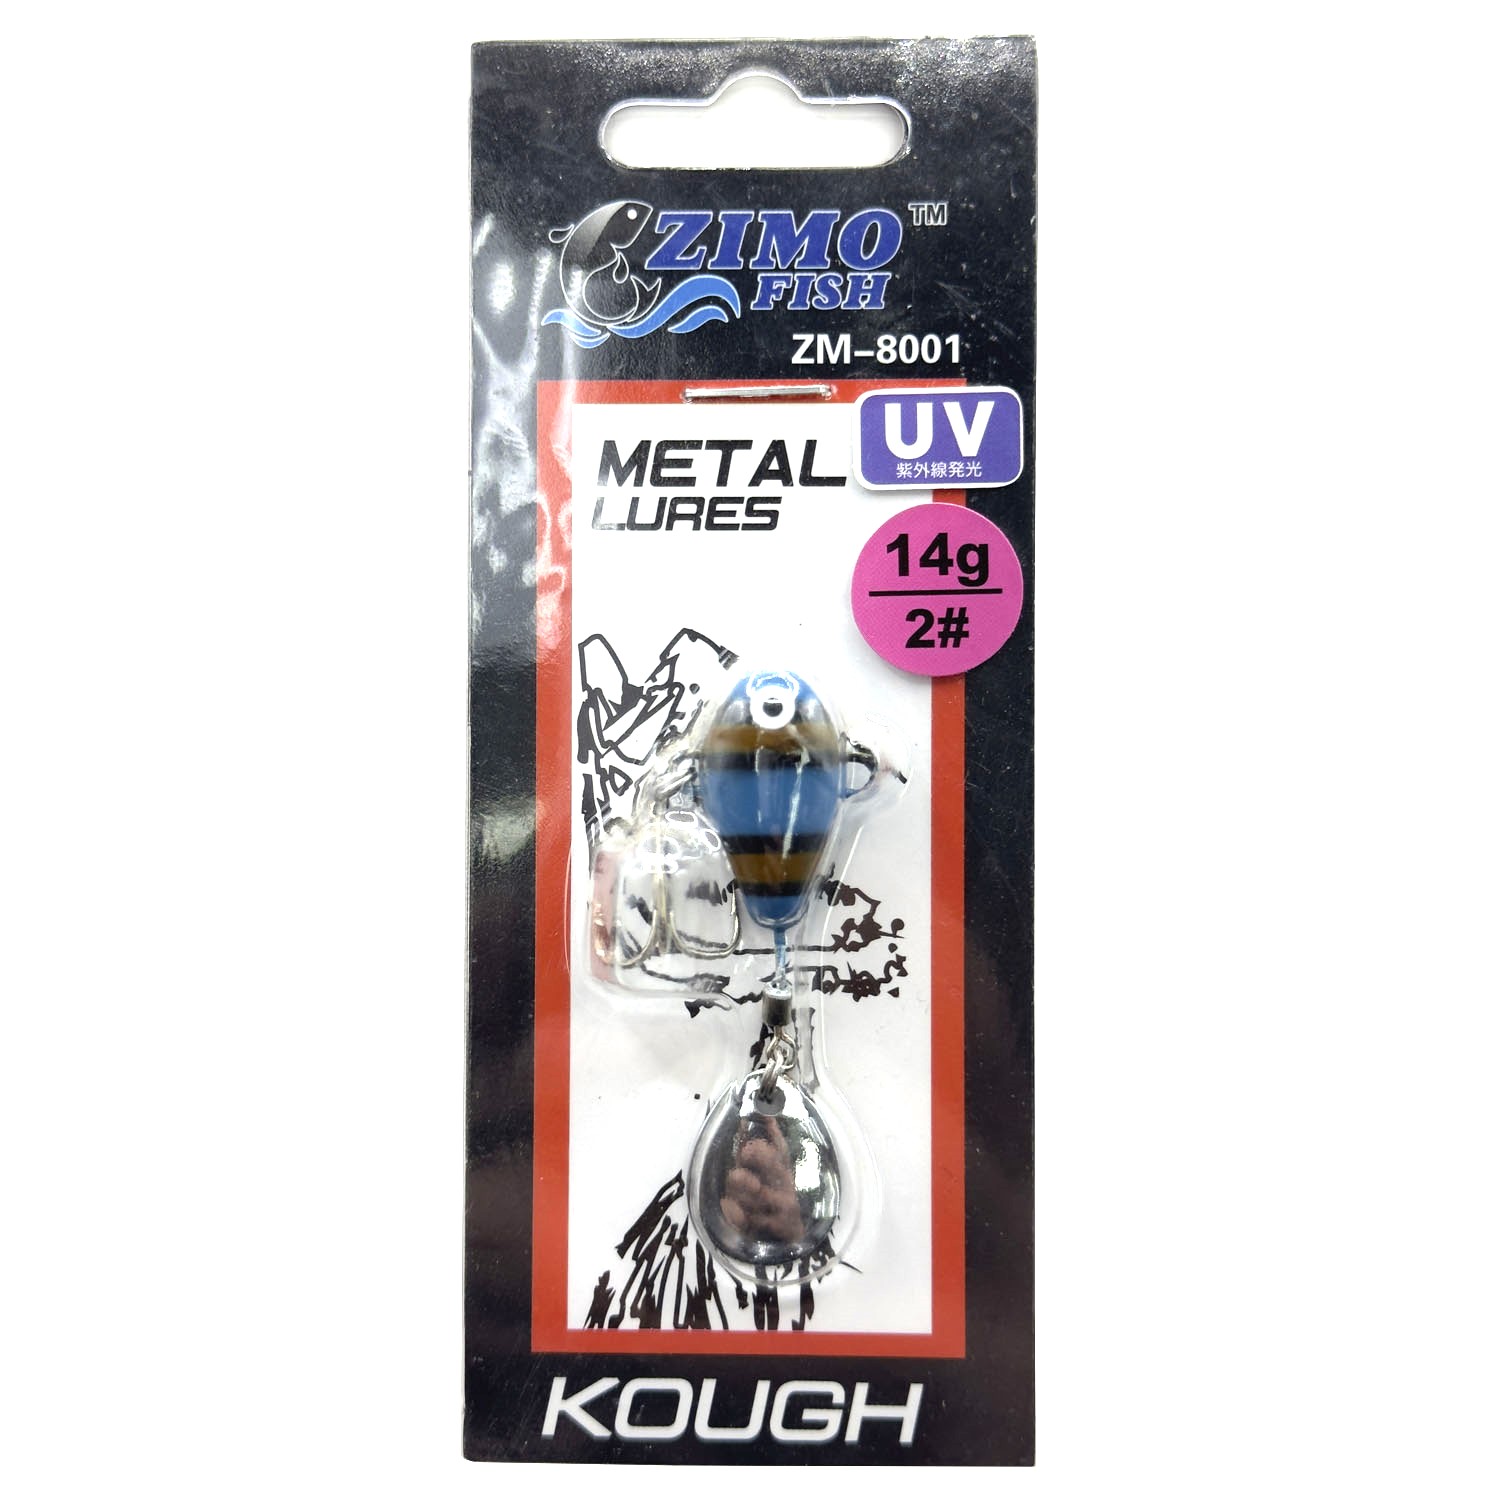 ZIMO TM
FISH
ZM-8001
UV
紫外線発光
METAL
LURES
14g
2#
KOUGH